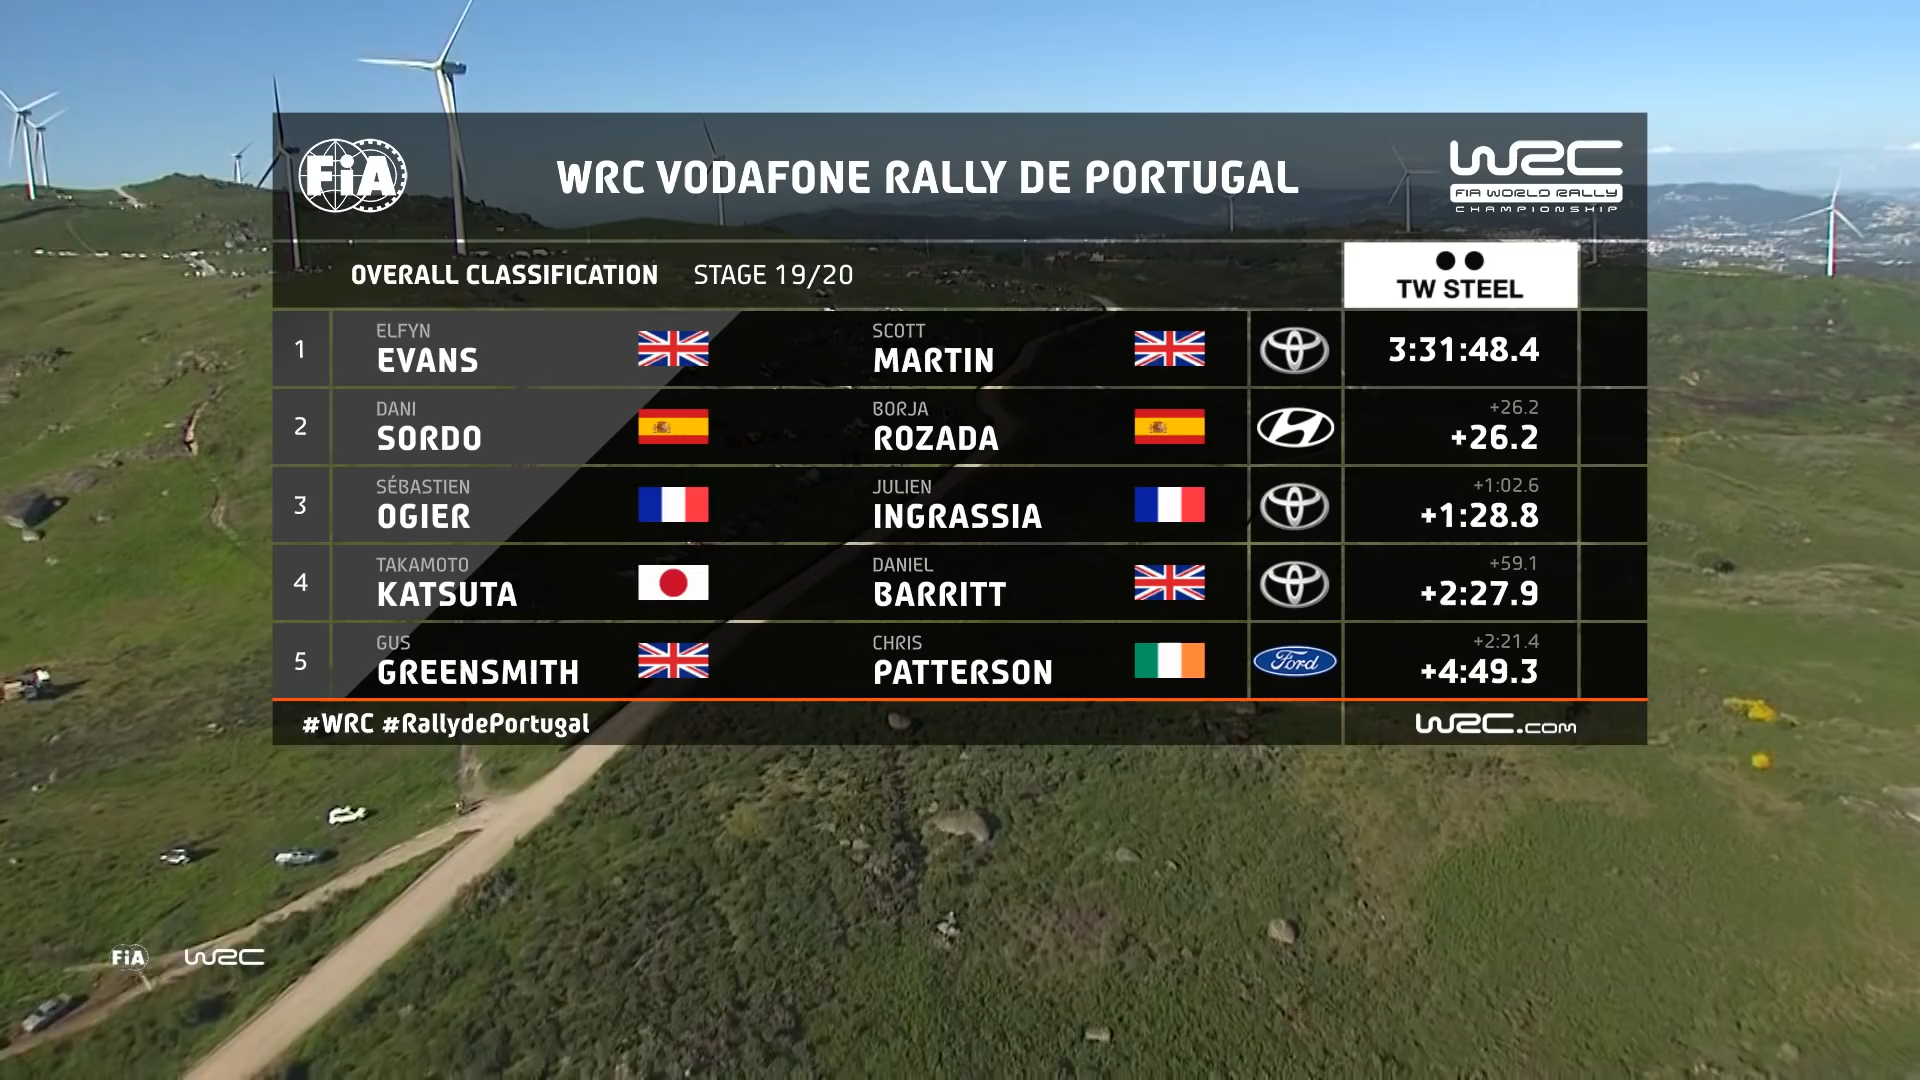 FiA
WRC VODAFONE RALLY DE PORTUGAL
WRC
FIA WORLD RALLY
CHAMPIONSHIP
OVERALL CLASSIFICATION STAGE 19/20
TW STEEL
1 ELFYN EVANS SCOTT MARTIN 3:31:48.4
2 DANI SORDO BORJA ROZADA +26.2 +26.2
3 SÉBASTIEN OGIER JULIEN INGRASSIA +1:02.6 +1:28.8
4 TAKAMOTO KATSUTA DANIEL BARRITT +59.1 +2:27.9
5 GUS GREENSMITH CHRIS PATTERSON Ford +2:21.4 +4:49.3
#WRC #RallydePortugal WRC.com
FiA WRC